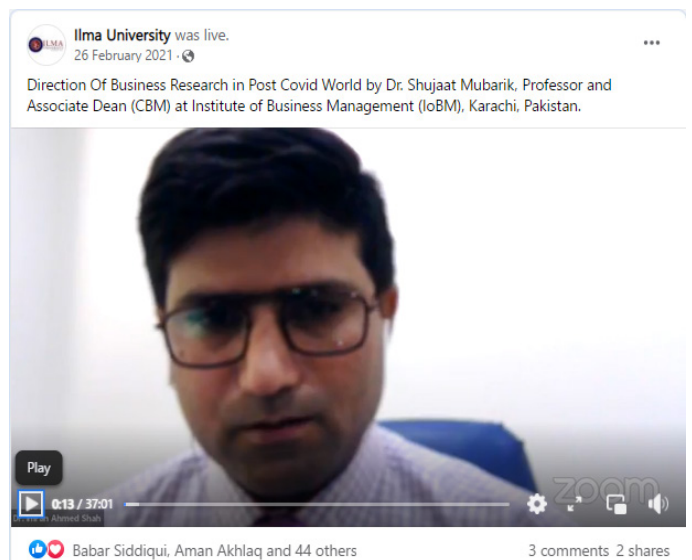 Ilma University was live.
26 February 2021
Direction Of Business Research in Post Covid World by Dr. Shujaat Mubarik, Professor and
Associate Dean (CBM) at Institute of Business Management (IoBM), Karachi, Pakistan.
Play
0:13 / 37:01
zoom
Ahmed Shah
Babar Siddiqui, Aman Akhlaq and 44 others
3 comments 2 shares